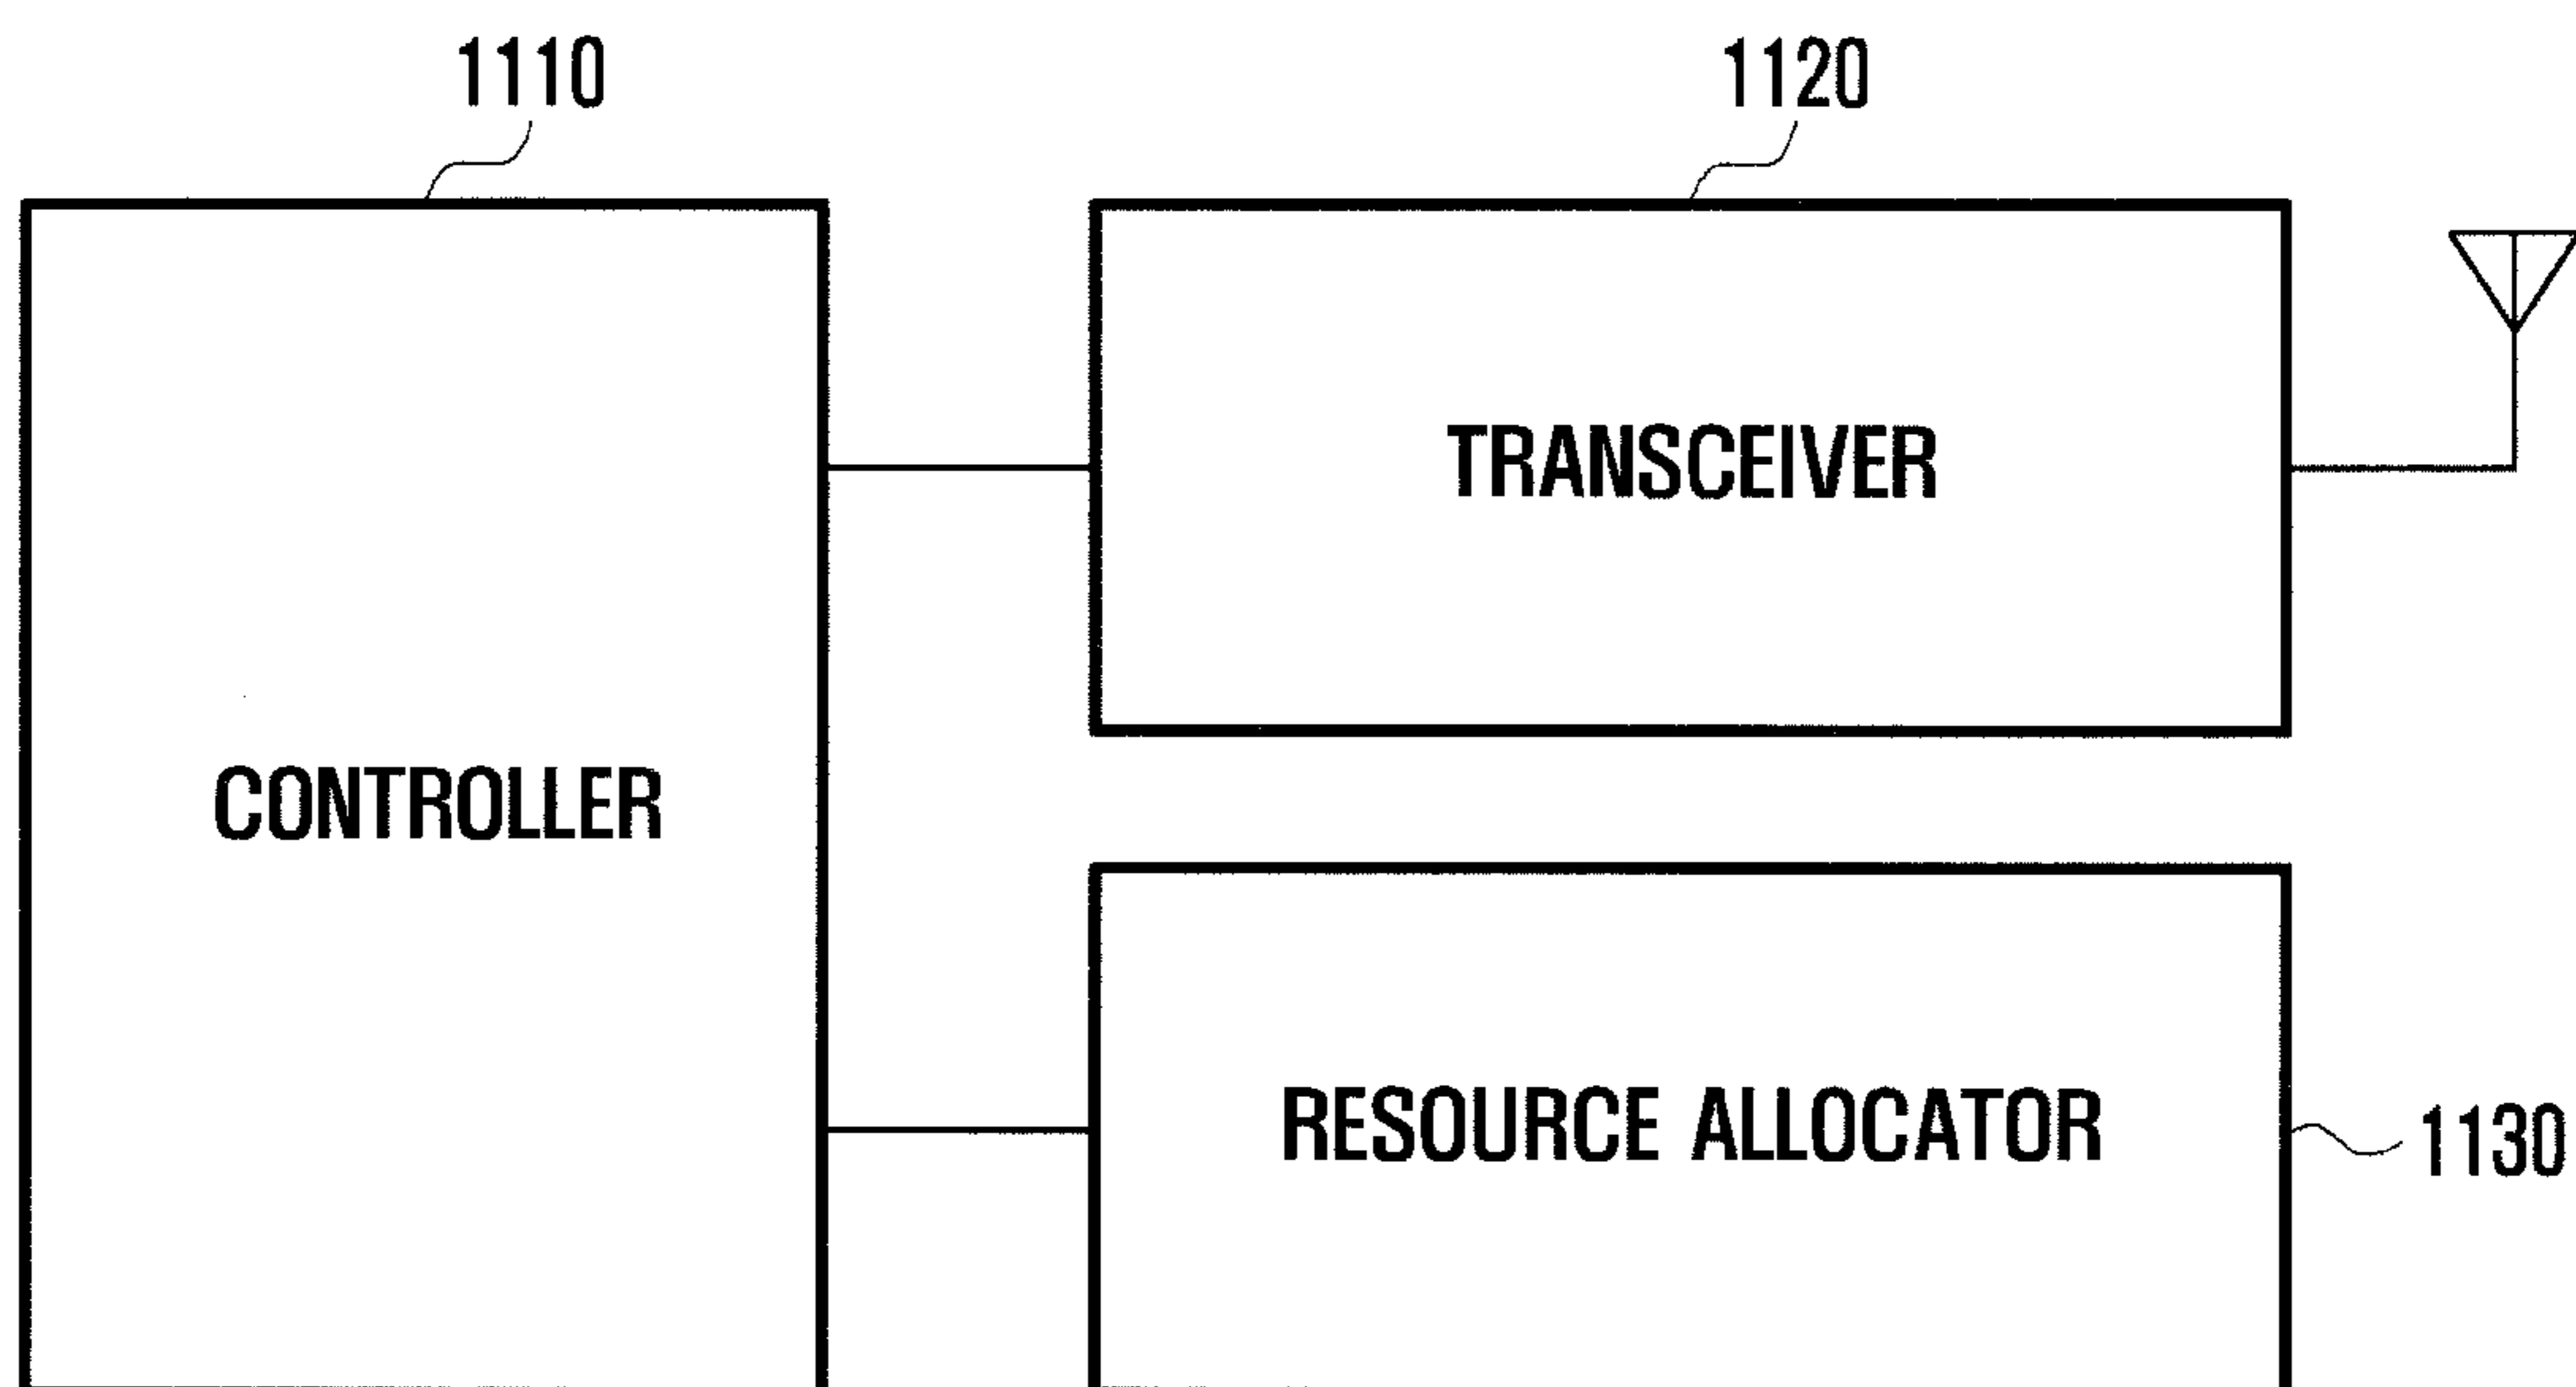 1110
1120
TRANSCEIVER
CONTROLLER
RESOURCE ALLOCATOR
1130